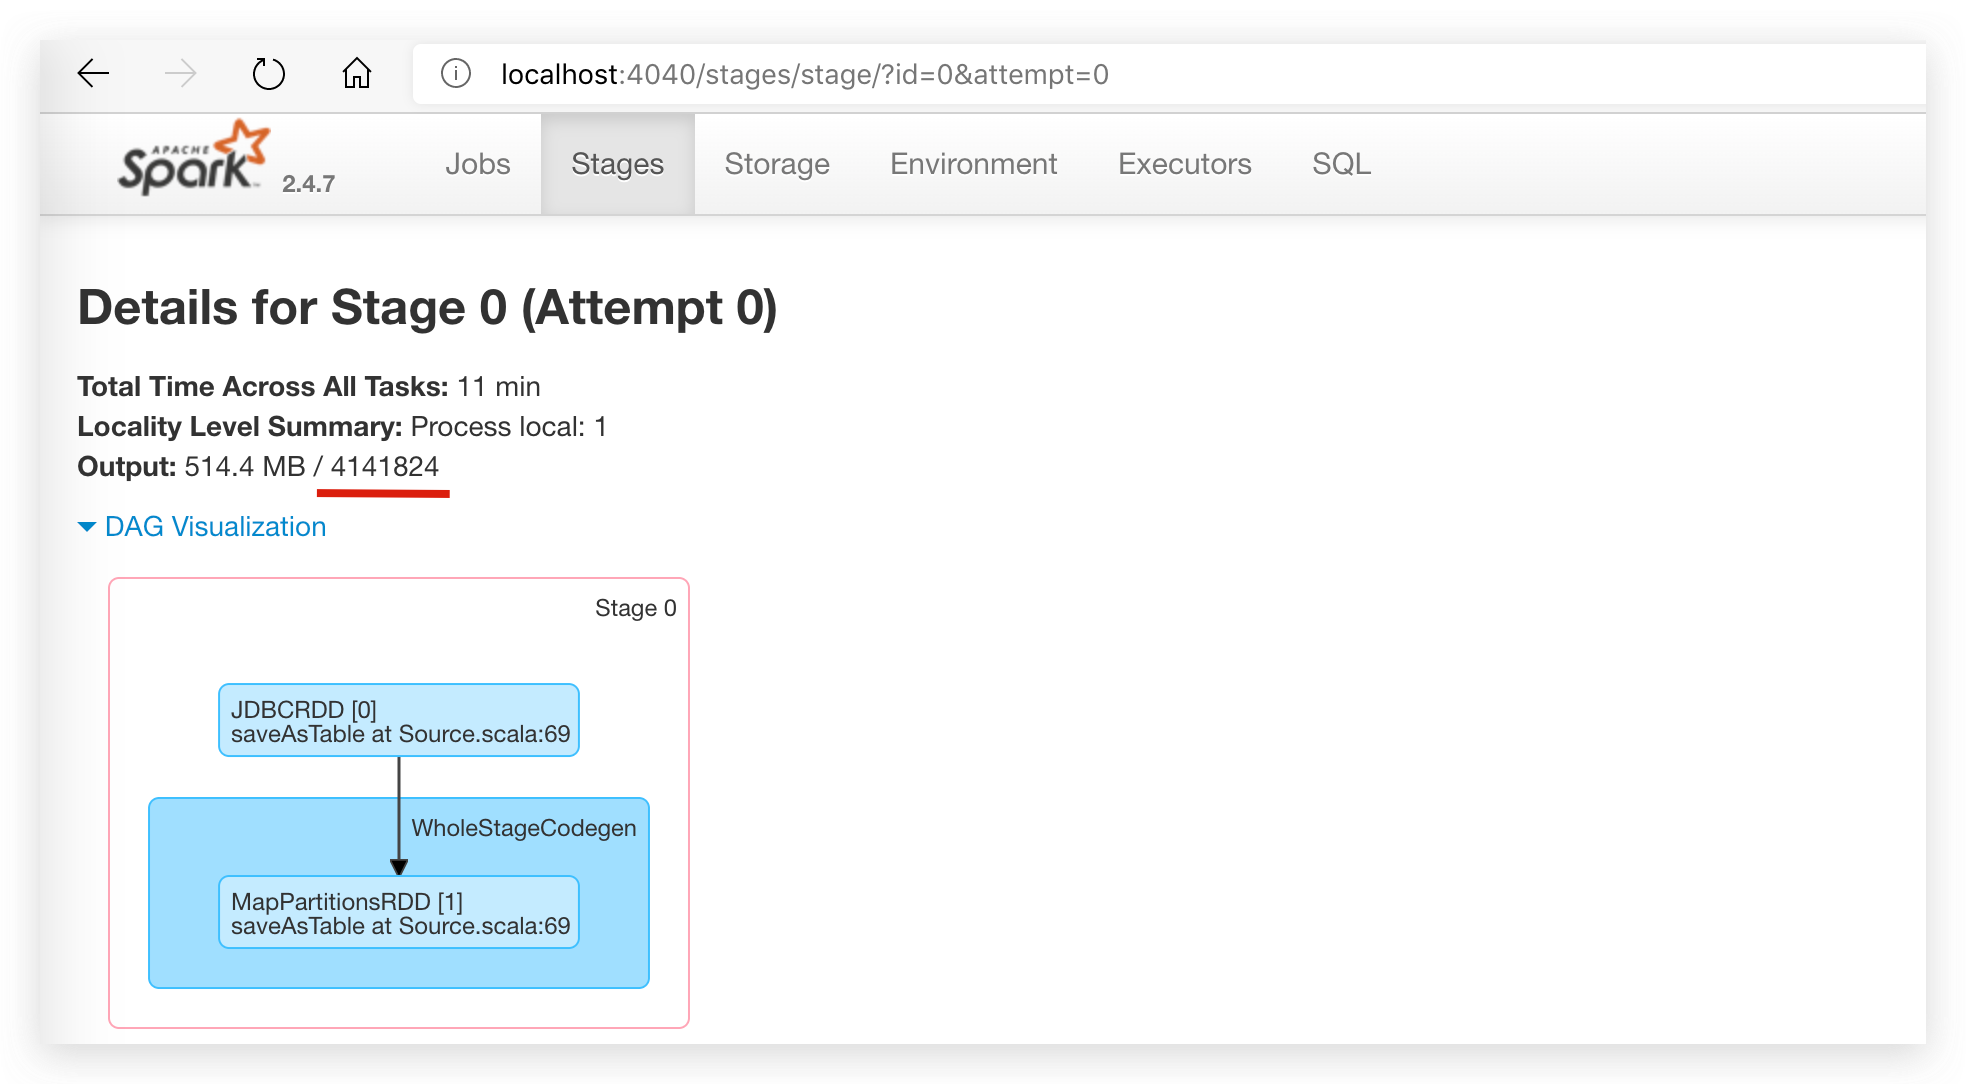 localhost:4040/stages/stage/?id=0&attempt=0
APACHE Spark™ 2.4.7 Jobs Stages Storage Environment Executors SQL
Details for Stage 0 (Attempt 0)
Total Time Across All Tasks: 11 min
Locality Level Summary: Process local: 1
Output: 514.4 MB / 4141824
DAG Visualization
Stage 0
JDBCRDD [0]
saveAsTable at Source.scala:69
WholeStageCodegen
MapPartitionsRDD [1]
saveAsTable at Source.scala:69